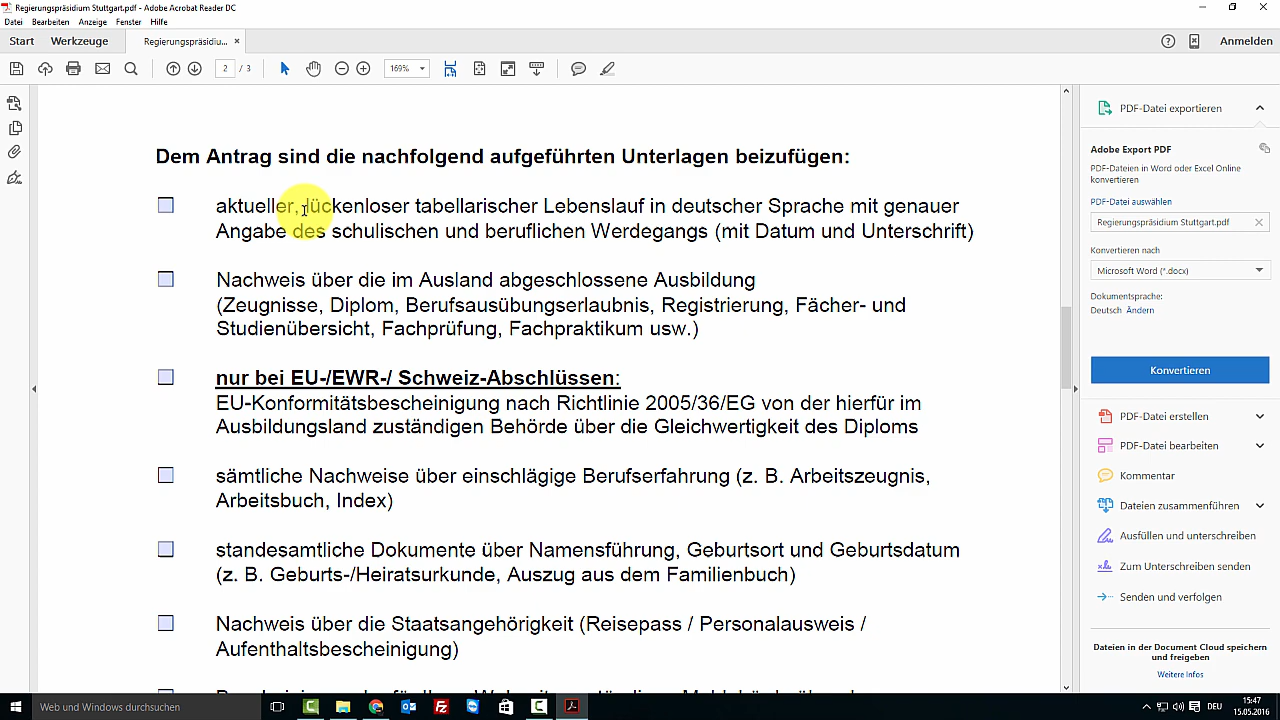 Regierungspräsidium Stuttgart.pdf - Adobe Acrobat Reader DC
Datei Bearbeiten Anzeige Fenster Hilfe
Start Werkzeuge Regierungspräsidiu... × Anmelden
2 / 3 169%
Dem Antrag sind die nachfolgend aufgeführten Unterlagen beizufügen:
aktueller, lückenloser tabellarischer Lebenslauf in deutscher Sprache mit genauer
Angabe des schulischen und beruflichen Werdegangs (mit Datum und Unterschrift)
Nachweis über die im Ausland abgeschlossene Ausbildung
(Zeugnisse, Diplom, Berufsausübungserlaubnis, Registrierung, Fächer- und
Studienübersicht, Fachprüfung, Fachpraktikum usw.)
nur bei EU-/EWR-/ Schweiz-Abschlüssen:
EU-Konformitätsbescheinigung nach Richtlinie 2005/36/EG von der hierfür im
Ausbildungsland zuständigen Behörde über die Gleichwertigkeit des Diploms
sämtliche Nachweise über einschlägige Berufserfahrung (z. B. Arbeitszeugnis,
Arbeitsbuch, Index)
standesamtliche Dokumente über Namensführung, Geburtsort und Geburtsdatum
(z. B. Geburts-/Heiratsurkunde, Auszug aus dem Familienbuch)
Nachweis über die Staatsangehörigkeit (Reisepass / Personalausweis /
Aufenthaltsbescheinigung)
PDF-Datei exportieren
Adobe Export PDF
PDF-Dateien in Word oder Excel Online
konvertieren
PDF-Datei auswählen
Regierungspräsidium Stuttgart.pdf
Konvertieren nach
Microsoft Word (*.docx)
Dokumentsprache:
Deutsch Ändern
Konvertieren
PDF-Datei erstellen
PDF-Datei bearbeiten
Kommentar
Dateien zusammenführen
Ausfüllen und unterschreiben
Zum Unterschreiben senden
Senden und verfolgen
Dateien in der Document Cloud speichern
und freigeben
Weitere Infos
Web und Windows durchsuchen
DEU
15:47
15.05.2016